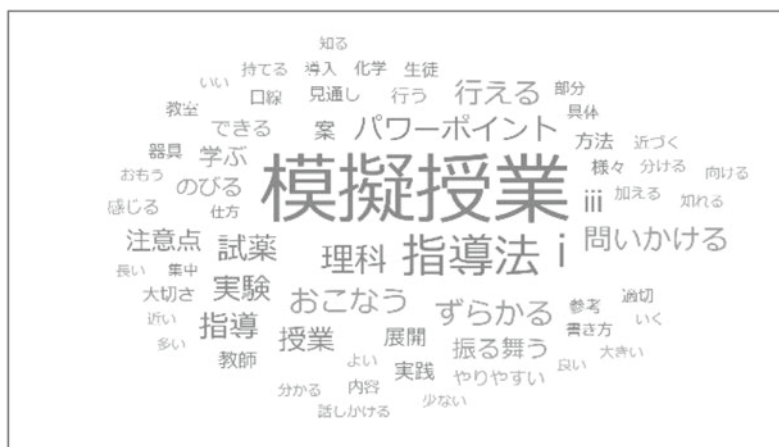 知る
持てる 導入 化学 生徒
いい 口線 見通し 行う 行える 部分
教室 具体
できる 案 パワーポイント 方法 近づく
器具 学ぶ 様々 分ける 向ける
おもう のびる 模擬授業 iii 加える 知れる
感じる 仕方
注意点 試薬 理科 指導法 i 問いかける
長い 集中
大切さ 実験 おこなう ずらかる 参考 適切
近い 指導 授業 展開 振る舞う 書き方 いく
多い 教師 よい 実践 やりやすい 良い 大きい
分かる 内容 少ない
話しかける